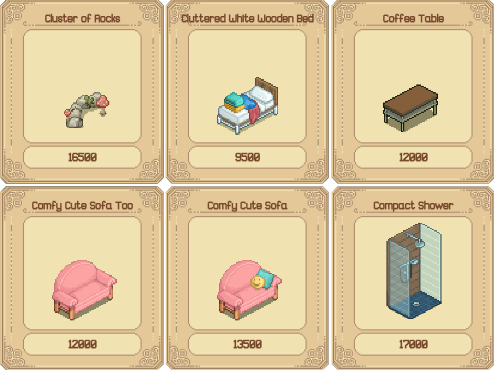 Cluster of Rocks
Cluttered White Wooden Bed
Coffee Table
16500
9500
12000
Comfy Cute Sofa Too
Comfy Cute Sofa
Compact Shower
12000
13500
17000